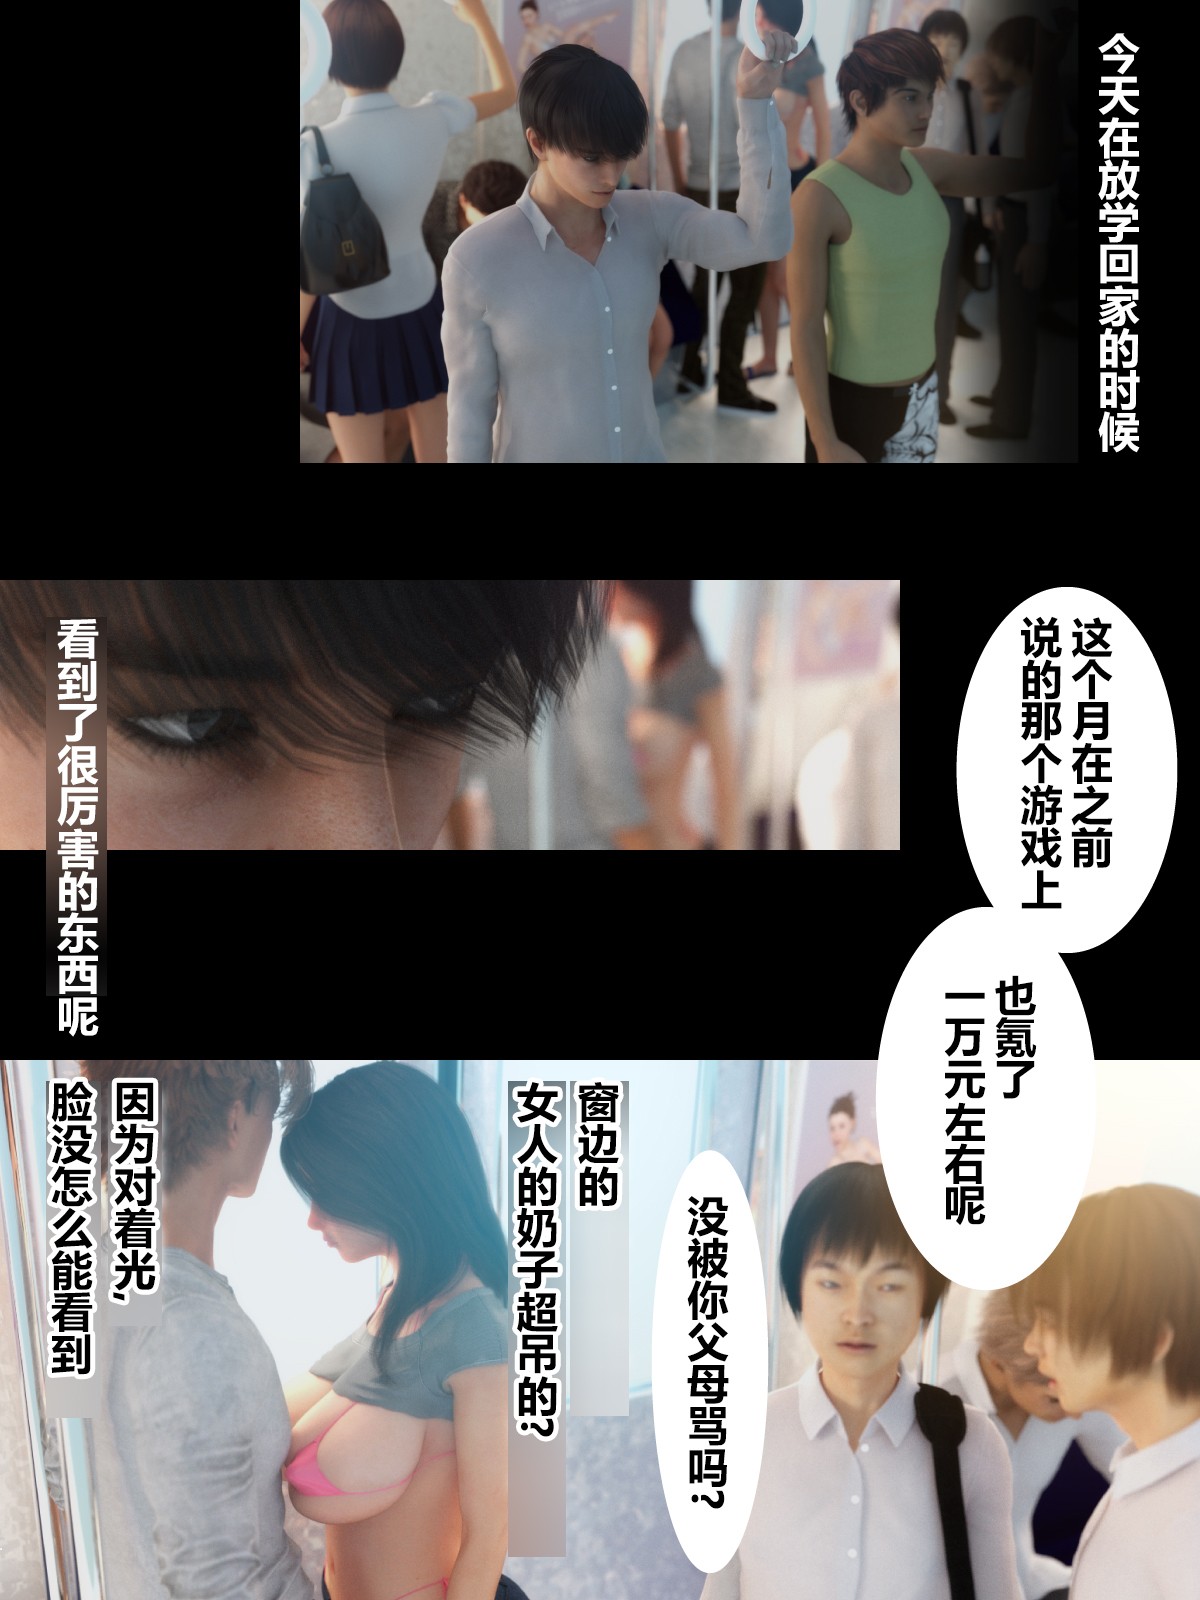 今天在放学回家的时候
这个月在之前
说的那个游戏上
也氪了
一万元左右呢
看到了很厉害的东西呢
没被你父母骂吗?
窗边的
女人的奶子超吊的?
因为对着光,
脸没怎么能看到